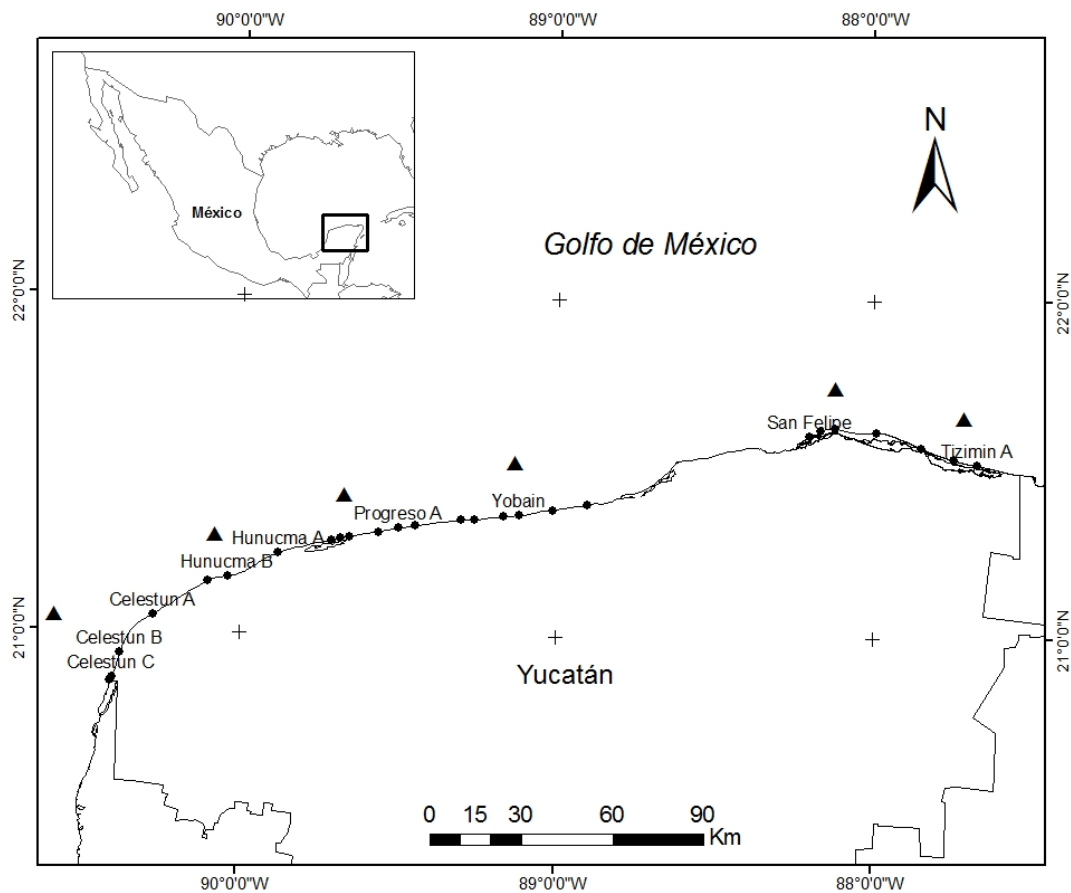 90°0'0"W 89°0'0"W 88°0'0"W
N
México
Golfo de México
22°0'0"N
22°0'0"N
San Felipe
Tizimin A
Yobain
Progreso A
Hunucma A
Hunucma B
Celestun A
Celestun B
Celestun C
21°0'0"N
21°0'0"N
Yucatán
0 15 30 60 90
Km
90°0'0"W 89°0'0"W 88°0'0"W